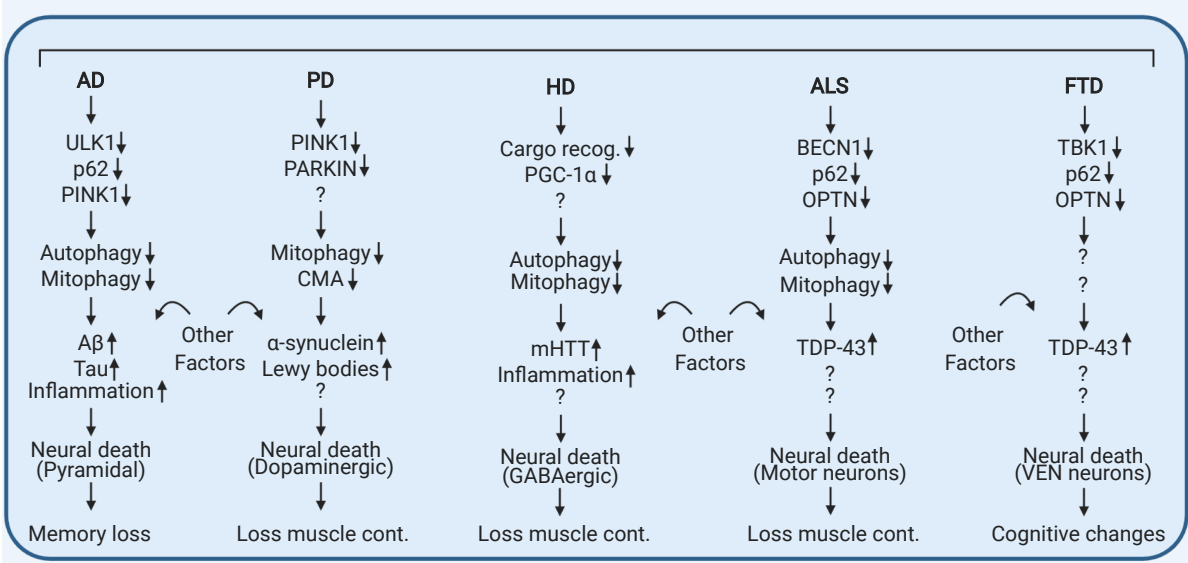 AD
ULK1↓
p62↓
PINK1↓
Autophagy↓
Mitophagy↓
Aβ↑
Tau↑
Inflammation↑
Neural death
(Pyramidal)
Memory loss
Other
Factors
PD
PINK1↓
PARKIN↓
?
Mitophagy↓
CMA↓
α-synuclein↑
Lewy bodies↑
?
Neural death
(Dopaminergic)
Loss muscle cont.
HD
Cargo recog.↓
PGC-1α↓
?
Autophagy↓
Mitophagy↓
mHTT↑
Inflammation↑
?
Neural death
(GABAergic)
Loss muscle cont.
Other
Factors
ALS
BECN1↓
p62↓
OPTN↓
Autophagy↓
Mitophagy↓
TDP-43↑
?
?
Neural death
(Motor neurons)
Loss muscle cont.
Other
Factors
FTD
TBK1↓
p62↓
OPTN↓
?
?
TDP-43↑
?
?
Neural death
(VEN neurons)
Cognitive changes